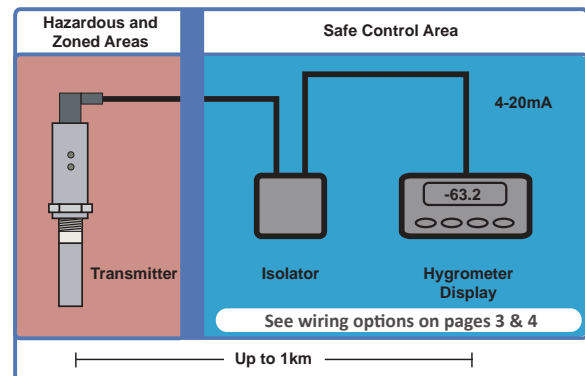 Hazardous and
Zoned Areas
Safe Control Area
4-20mA
-63.2
Transmitter
Isolator
Hygrometer
Display
See wiring options on pages 3 & 4
Up to 1km